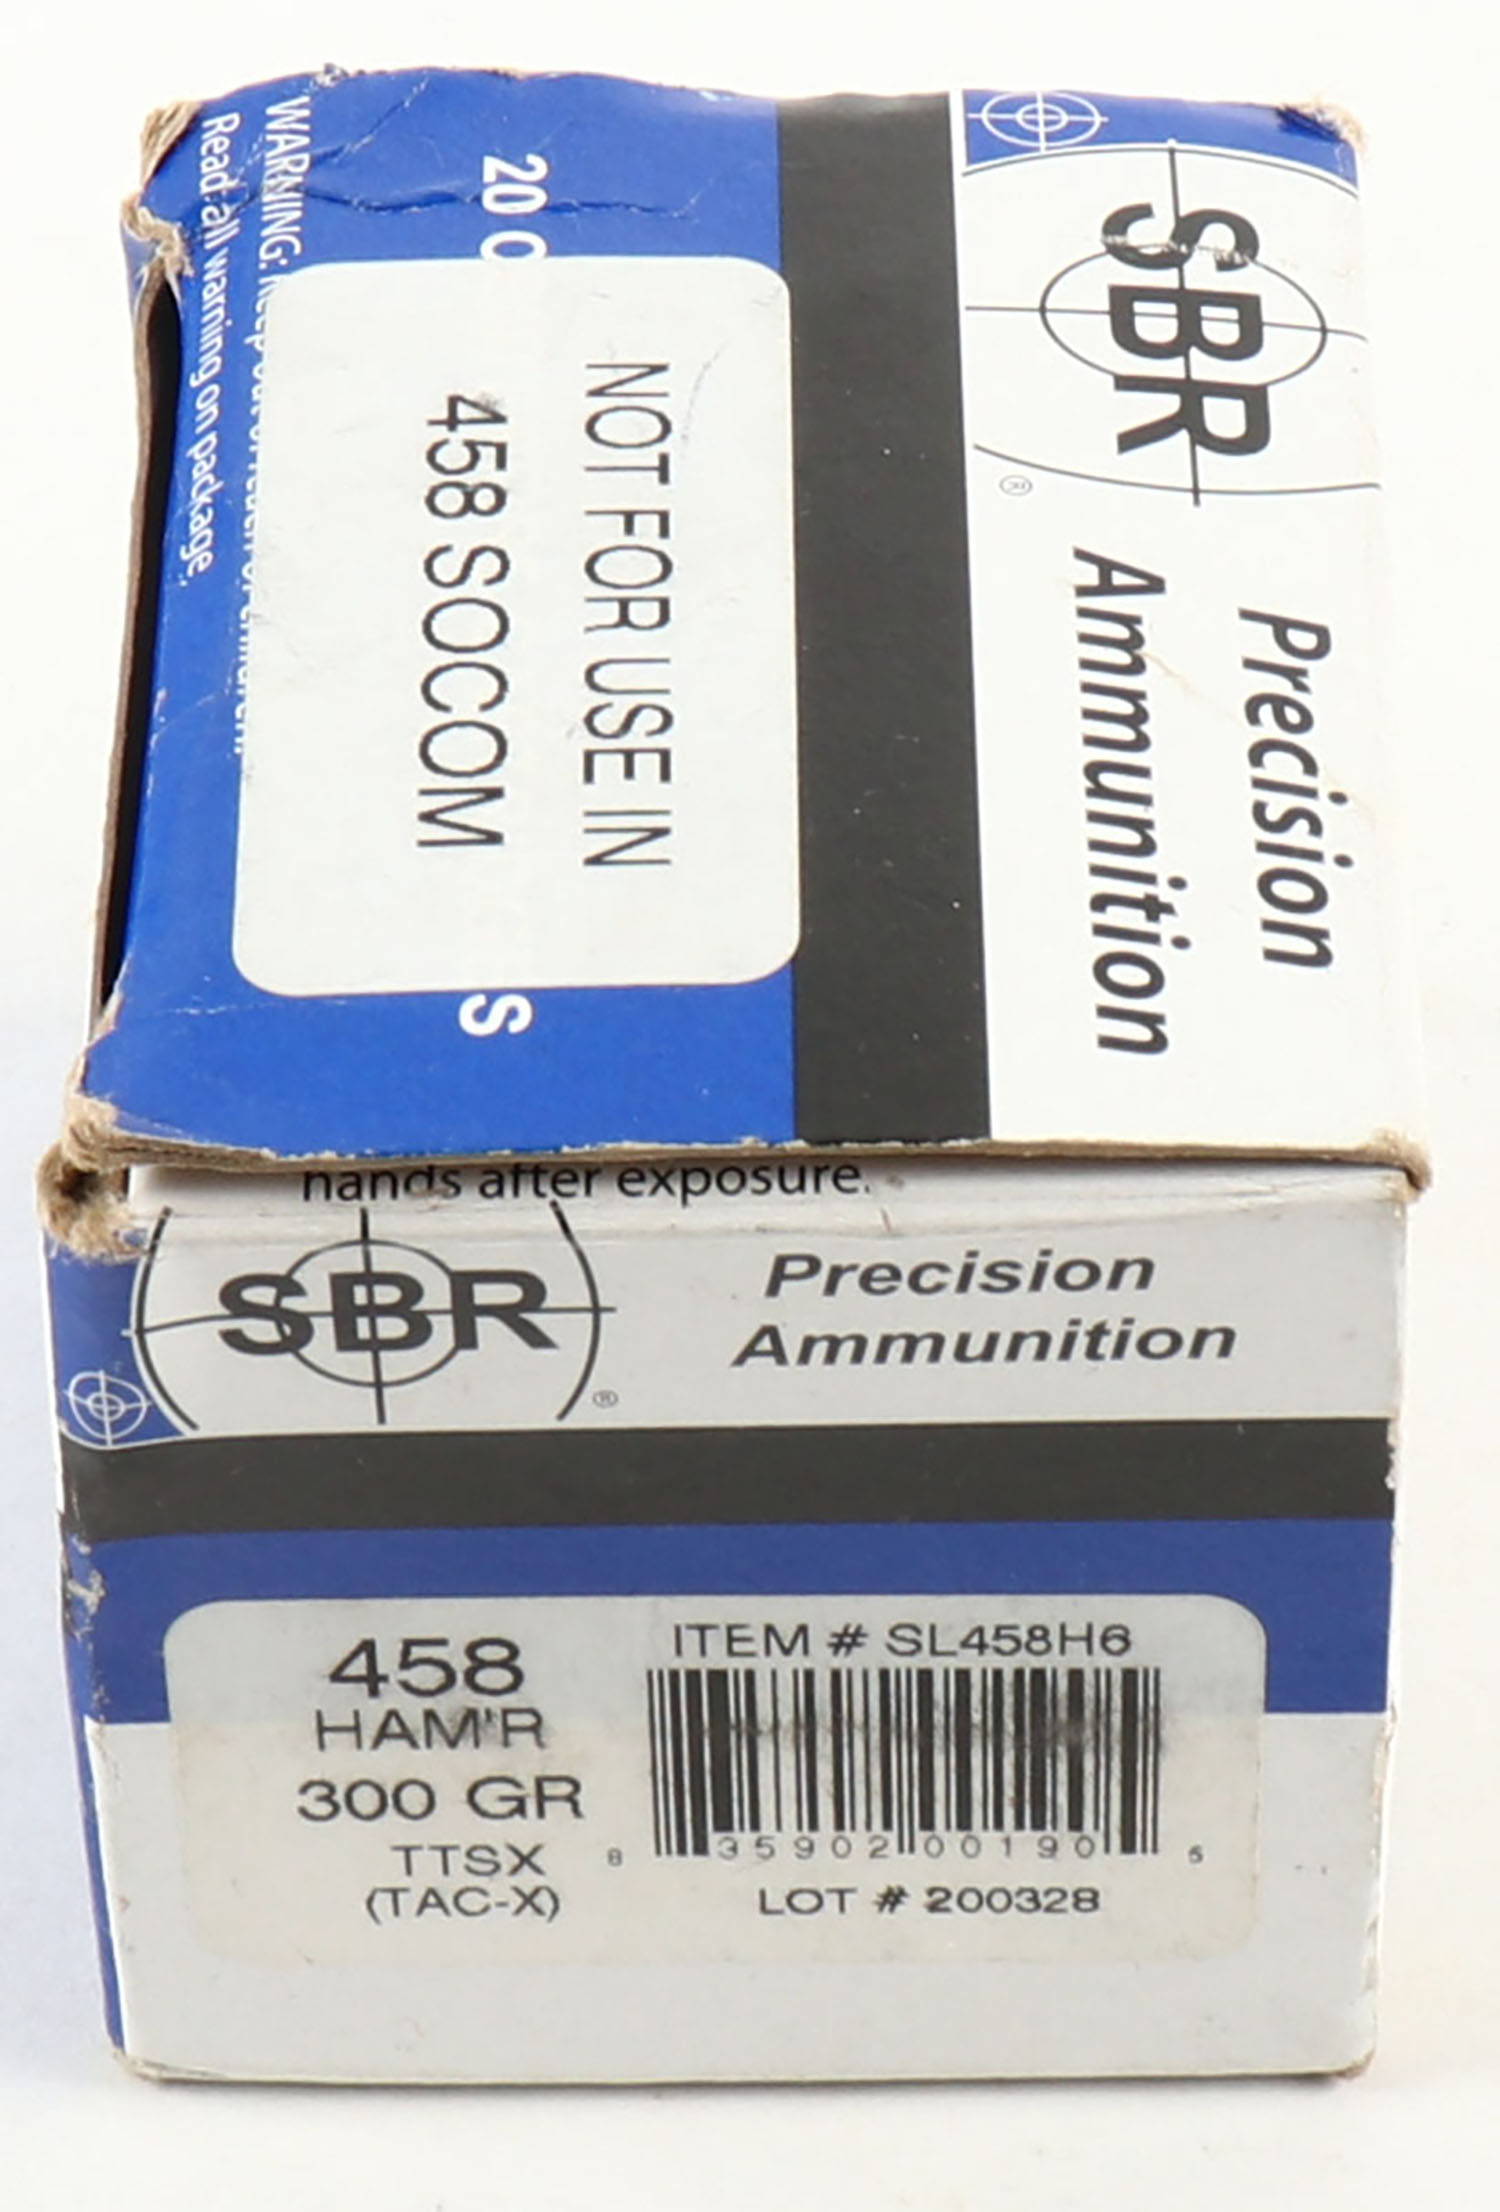 SBR
®
Precision
Ammunition
NOT FOR USE IN
458 SOCOM
20
S
WARNING:
Read all warning on package.
hands after exposure.
SBR
®
Precision
Ammunition
458
HAM'R
300 GR
TTSX
(TAC-X)
ITEM # SL458H6
8 35902 00190 5
LOT # 200328